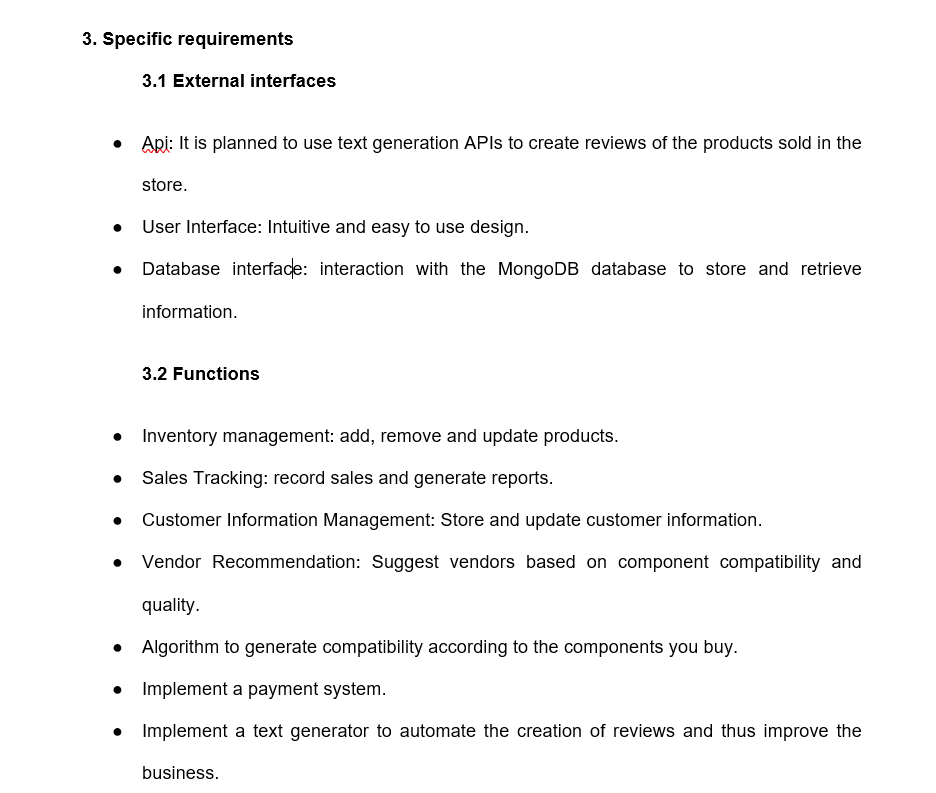 3. Specific requirements
3.1 External interfaces
● Api: It is planned to use text generation APIs to create reviews of the products sold in the
store.
● User Interface: Intuitive and easy to use design.
● Database interface: interaction with the MongoDB database to store and retrieve
information.
3.2 Functions
● Inventory management: add, remove and update products.
● Sales Tracking: record sales and generate reports.
● Customer Information Management: Store and update customer information.
● Vendor Recommendation: Suggest vendors based on component compatibility and
quality.
● Algorithm to generate compatibility according to the components you buy.
● Implement a payment system.
● Implement a text generator to automate the creation of reviews and thus improve the
business.